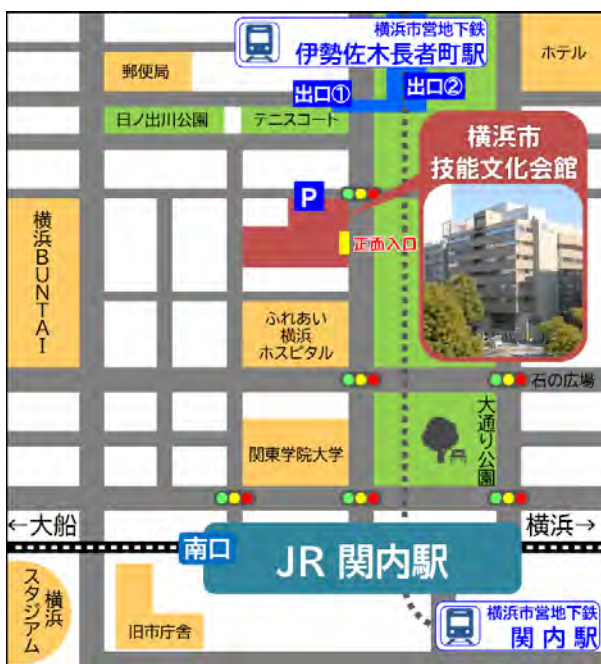 横浜市営地下鉄
伊勢佐木長者町駅
ホテル
郵便局
出口①
出口②
日ノ出川公園
テニスコート
横浜市
技能文化会館
P
正面入口
横浜BUNTAI
ふれあい
横浜
ホスピタル
石の広場
大通り公園
関東学院大学
←大船
横浜→
南口
JR 関内駅
横浜
スタジアム
旧市庁舎
横浜市営地下鉄
関内駅